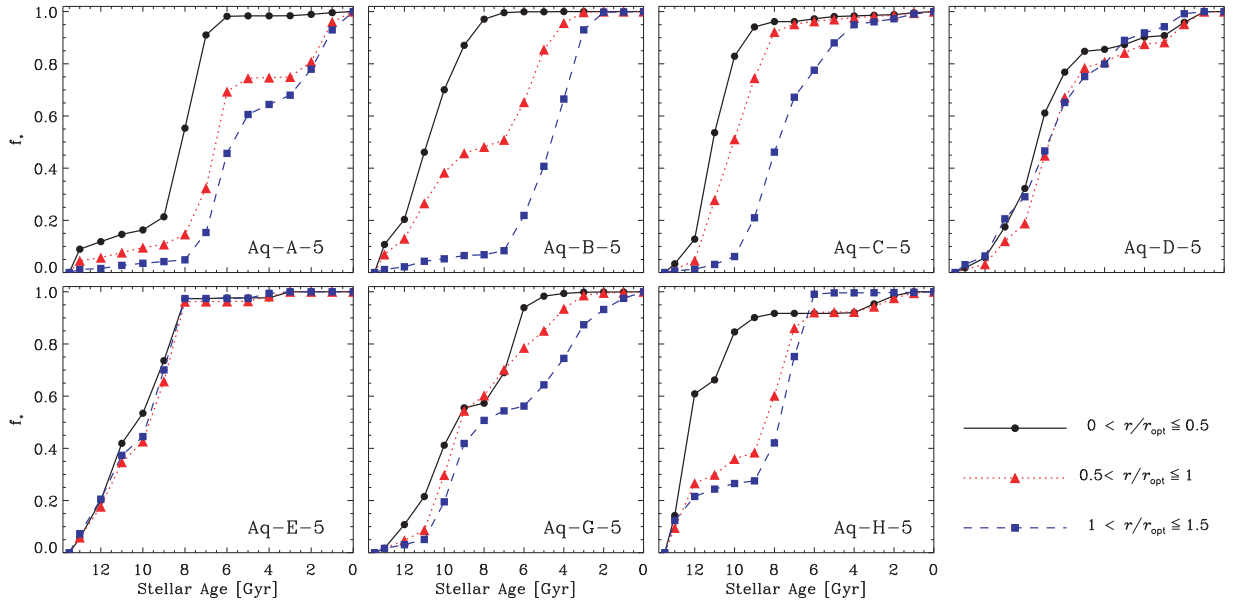 1.0
0.8
0.6
0.4
0.2
0.0
f*
Aq-A-5
Aq-B-5
Aq-C-5
Aq-D-5
1.0
0.8
0.6
0.4
0.2
0.0
f*
Aq-E-5
Aq-G-5
Aq-H-5
0 < r/ropt ≦ 0.5
0.5< r/ropt ≦ 1
1 < r/ropt ≦ 1.5
12 10 8 6 4 2 0
12 10 8 6 4 2 0
12 10 8 6 4 2 0
Stellar Age [Gyr]
Stellar Age [Gyr]
Stellar Age [Gyr]